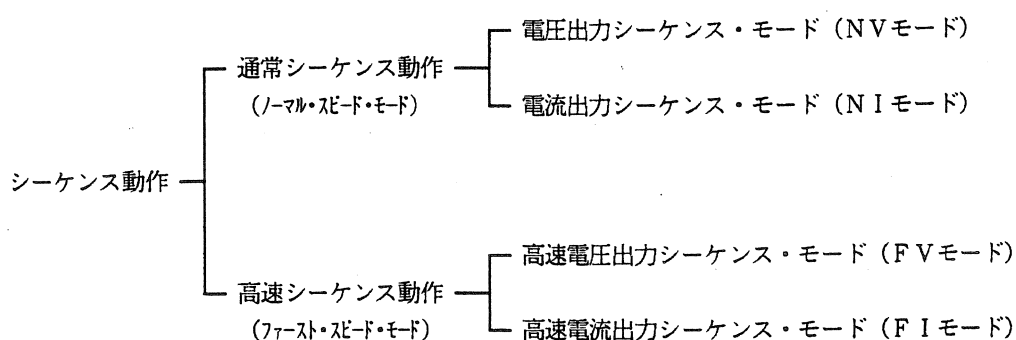 電圧出力シーケンス・モード（ＮＶモード）
通常シーケンス動作
（ノーマル・スピード・モード）
電流出力シーケンス・モード（ＮＩモード）
シーケンス動作
高速電圧出力シーケンス・モード（ＦＶモード）
高速シーケンス動作
（ファースト・スピード・モード）
高速電流出力シーケンス・モード（ＦＩモード）